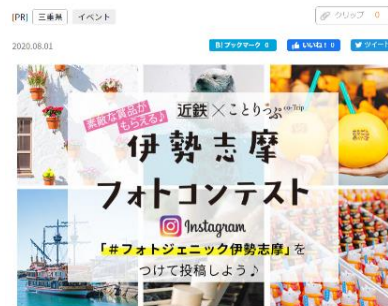 [PR] 三重県 イベント
クリップ 0
2020.08.01
B! ブックマーク 0 いいね! 0 ツイート
素敵な賞品が
もらえる♪
近鉄×ことりっぷ co-Trip
伊勢志摩
フォトコンテスト
Instagram
「#フォトジェニック伊勢志摩」を
つけて投稿しよう♪